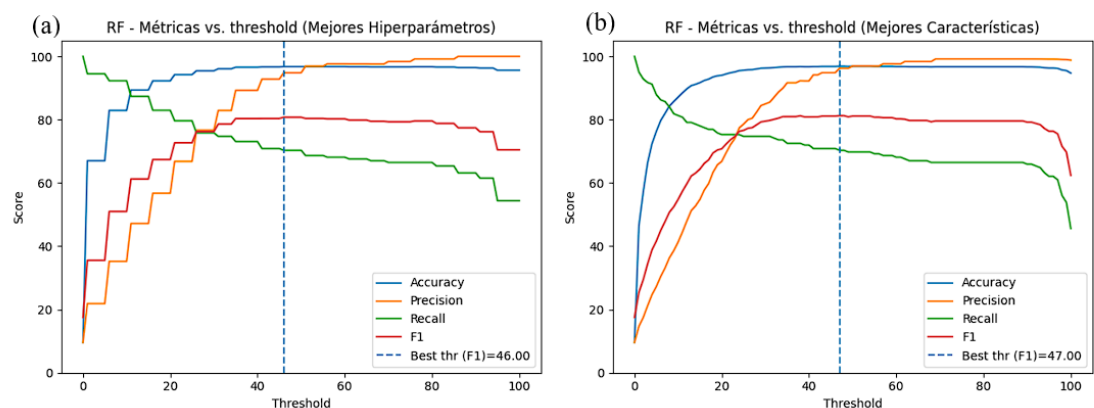 (a)
RF - Métricas vs. threshold (Mejores Hiperparámetros)
100
80
60
40
20
0
Score
0 20 40 60 80 100
Threshold
Accuracy
Precision
Recall
F1
Best thr (F1)=46.00
(b)
RF - Métricas vs. threshold (Mejores Características)
100
80
60
40
20
0
Score
0 20 40 60 80 100
Threshold
Accuracy
Precision
Recall
F1
Best thr (F1)=47.00